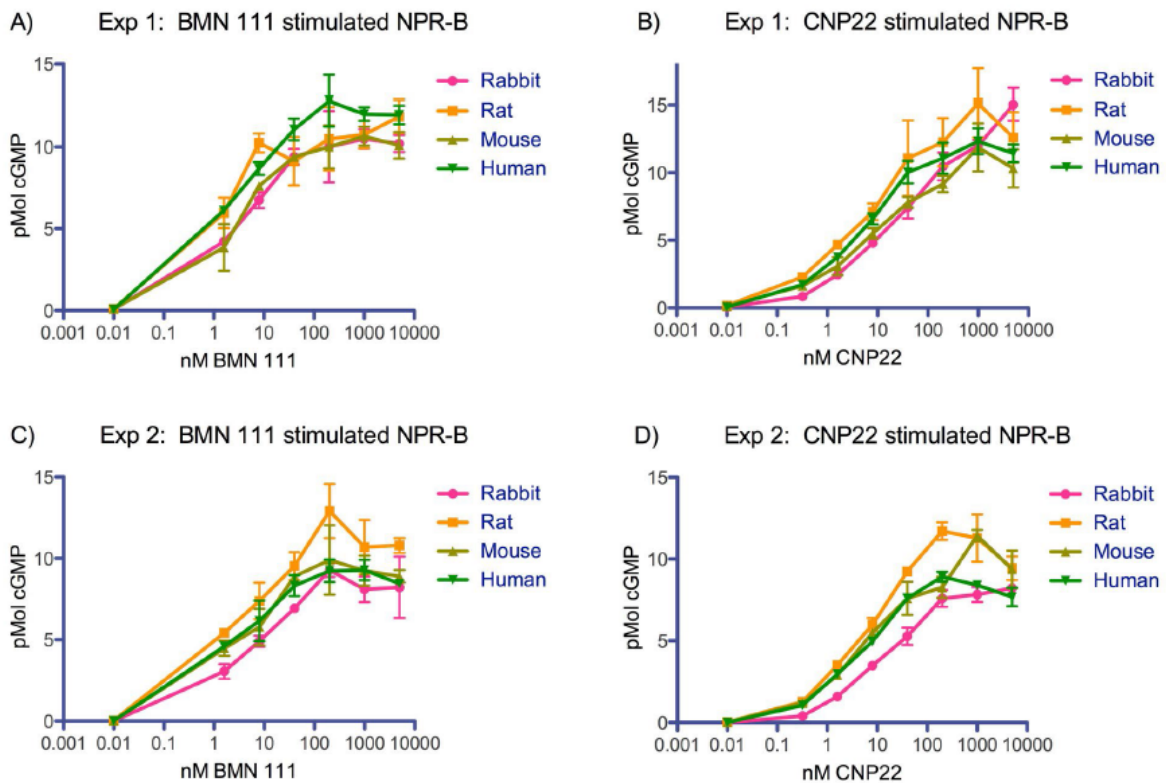 A) Exp 1: BMN 111 stimulated NPR-B
pMol cGMP
15
10
5
0
0.001 0.01 0.1 1 10 100 1000 10000
nM BMN 111
Rabbit
Rat
Mouse
Human
B) Exp 1: CNP22 stimulated NPR-B
pMol cGMP
15
10
5
0
0.001 0.01 0.1 1 10 100 1000 10000
nM CNP22
Rabbit
Rat
Mouse
Human
C) Exp 2: BMN 111 stimulated NPR-B
pMol cGMP
15
10
5
0
0.001 0.01 0.1 1 10 100 1000 10000
nM BMN 111
Rabbit
Rat
Mouse
Human
D) Exp 2: CNP22 stimulated NPR-B
pMol cGMP
15
10
5
0
0.001 0.01 0.1 1 10 100 1000 10000
nM CNP22
Rabbit
Rat
Mouse
Human